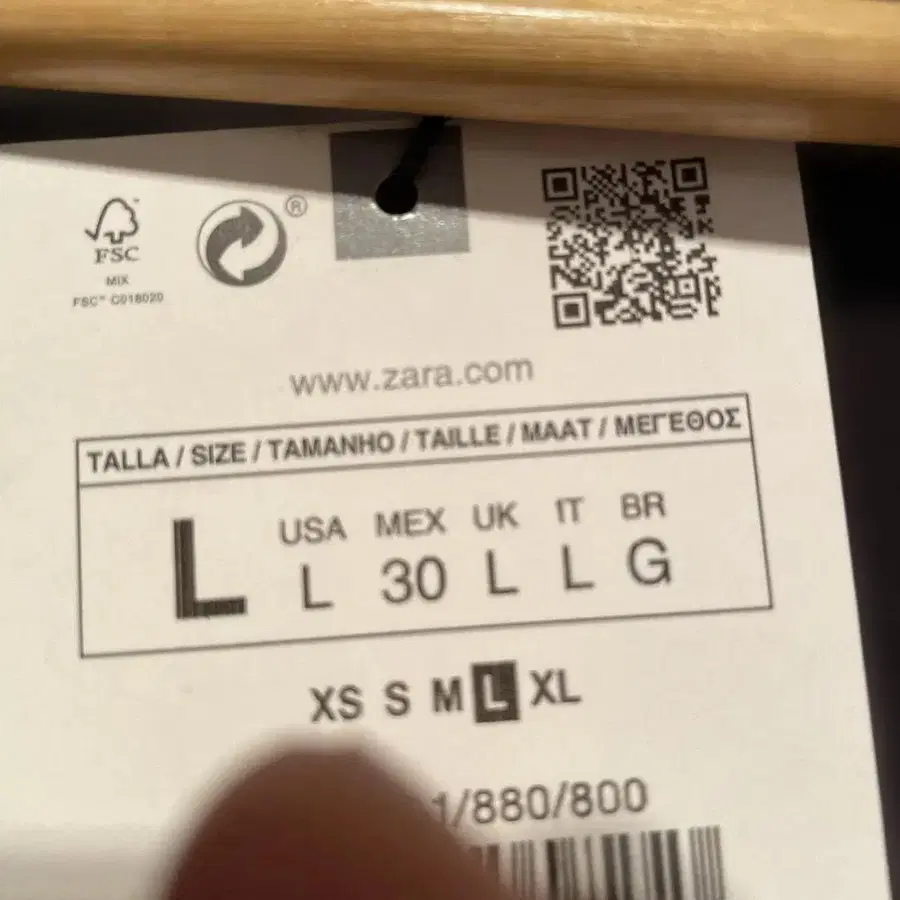 FSC
MIX
FSC™ C018020
®
www.zara.com
TALLA / SIZE / TAMANHO / TAILLE / MAAT / ΜΕΓΕΘΟΣ
USA MEX UK IT BR
L L 30 L L G
XS S M L XL
1/880/800